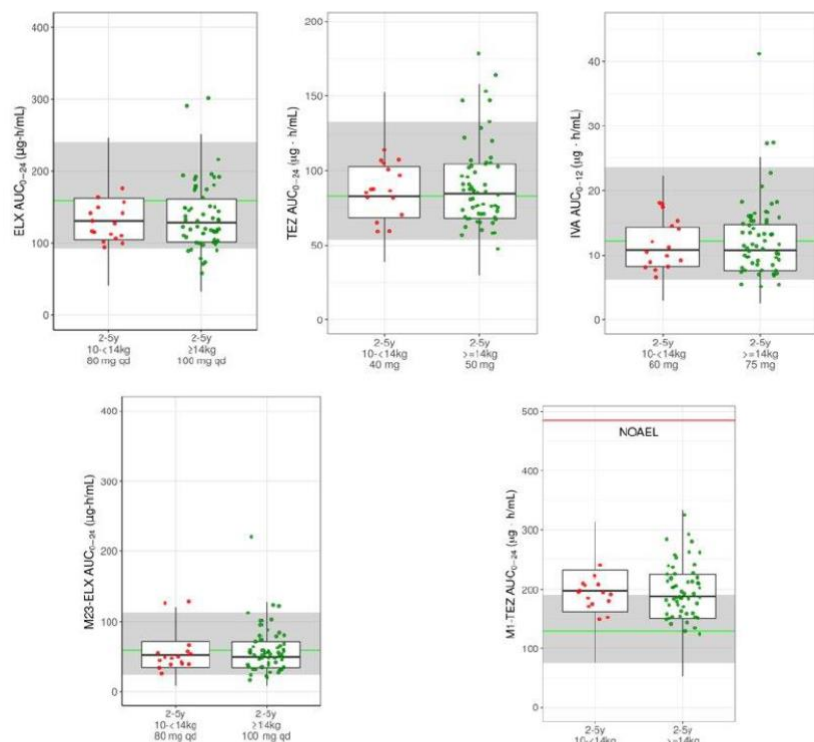 ELX AUC0–24 (µg-h/mL)
400
300
200
100
0
2-5y
10-<14kg
80 mg qd
2-5y
≥14kg
100 mg qd
TEZ AUC0–24 (µg · h/mL)
200
150
100
50
0
2-5y
10-<14kg
40 mg
2-5y
>=14kg
50 mg
IVA AUC0–12 (µg · h/mL)
40
30
20
10
0
2-5y
10-<14kg
60 mg
2-5y
>=14kg
75 mg
M23-ELX AUC0–24 (µg-h/mL)
400
300
200
100
0
2-5y
10-<14kg
80 mg qd
2-5y
≥14kg
100 mg qd
M1-TEZ AUC0–24 (µg · h/mL)
500
400
300
200
100
0
NOAEL
2-5y
10-<14kg
2-5y
>=14kg